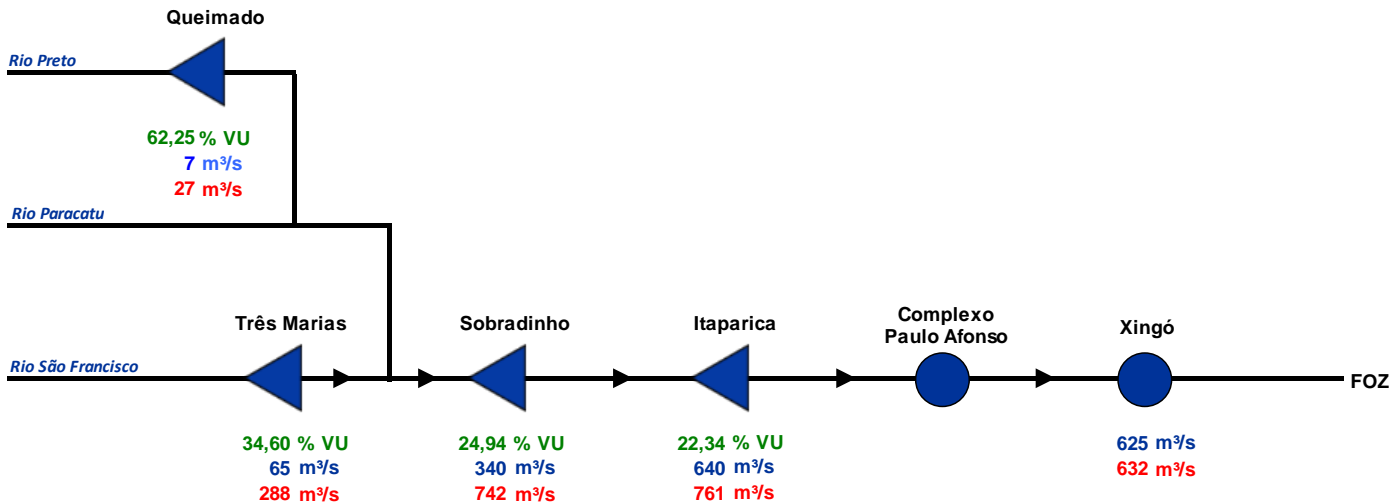 Queimado
Rio Preto
62,25 % VU
7 m³/s
27 m³/s
Rio Paracatu
Três Marias
Sobradinho
Itaparica
Complexo
Paulo Afonso
Xingó
Rio São Francisco
FOZ
34,60 % VU
65 m³/s
288 m³/s
24,94 % VU
340 m³/s
742 m³/s
22,34 % VU
640 m³/s
761 m³/s
625 m³/s
632 m³/s